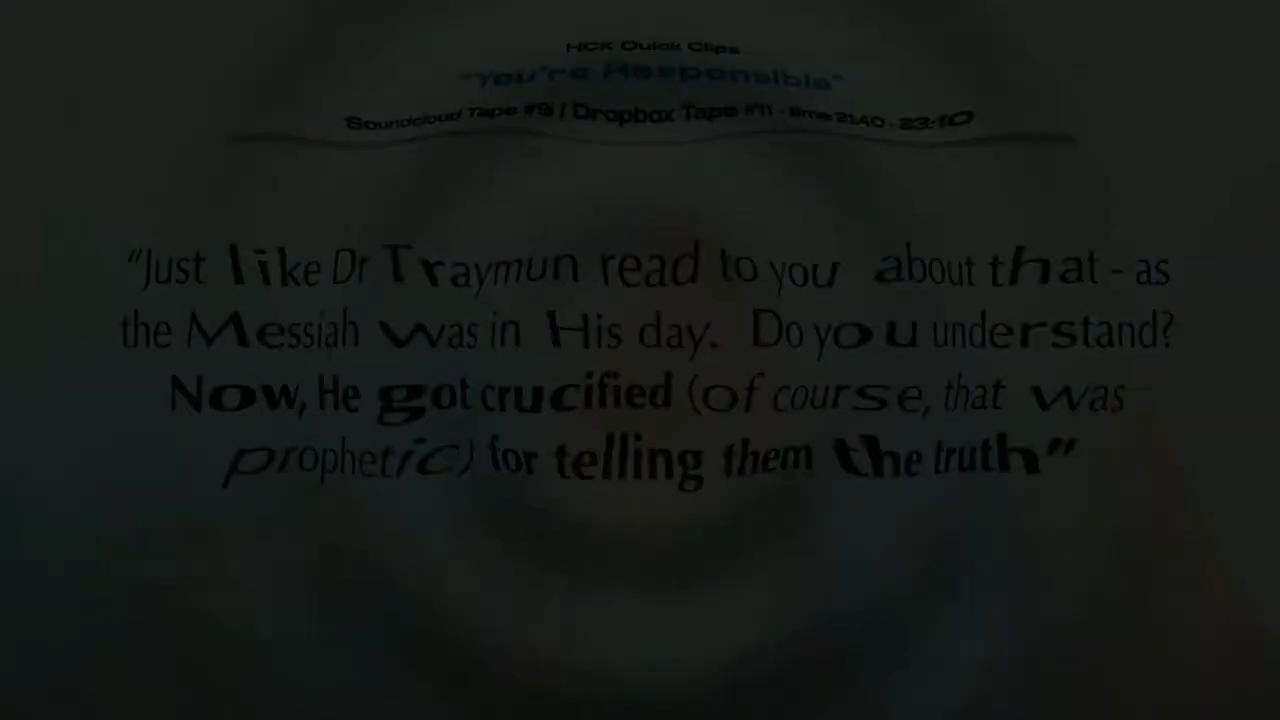 HCK Quick Clips
"You're Responsible"
Soundcloud Tape #9 / Dropbox Tape #11 - time 21:40 - 23:10
"Just like Dr Traymun read to you about that - as
the Messiah was in His day. Do you understand?
Now, He got crucified (of course, that was
prophetic) for telling them the truth"